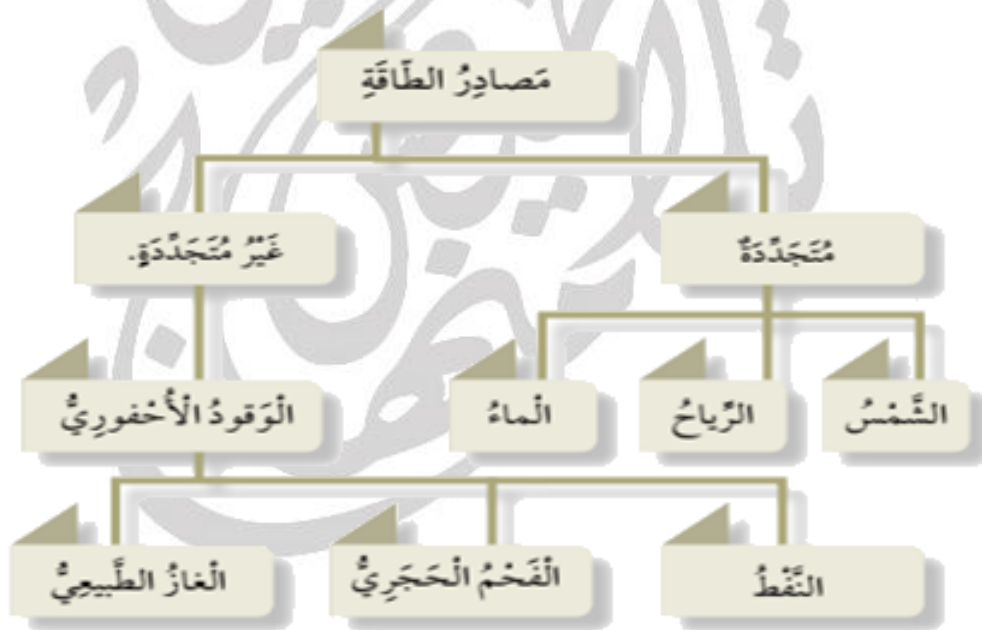 مَصادِرُ الطّاقَةِ
مُتَجَدِّدَةٌ
غَيْرُ مُتَجَدِّدَةٍ.
الشَّمْسُ
الرِّياحُ
الْماءُ
الْوَقودُ الْأُحْفورِيُّ
النَّفْطُ
الْفَحْمُ الْحَجَرِيُّ
الْغازُ الطَّبيعِيُّ